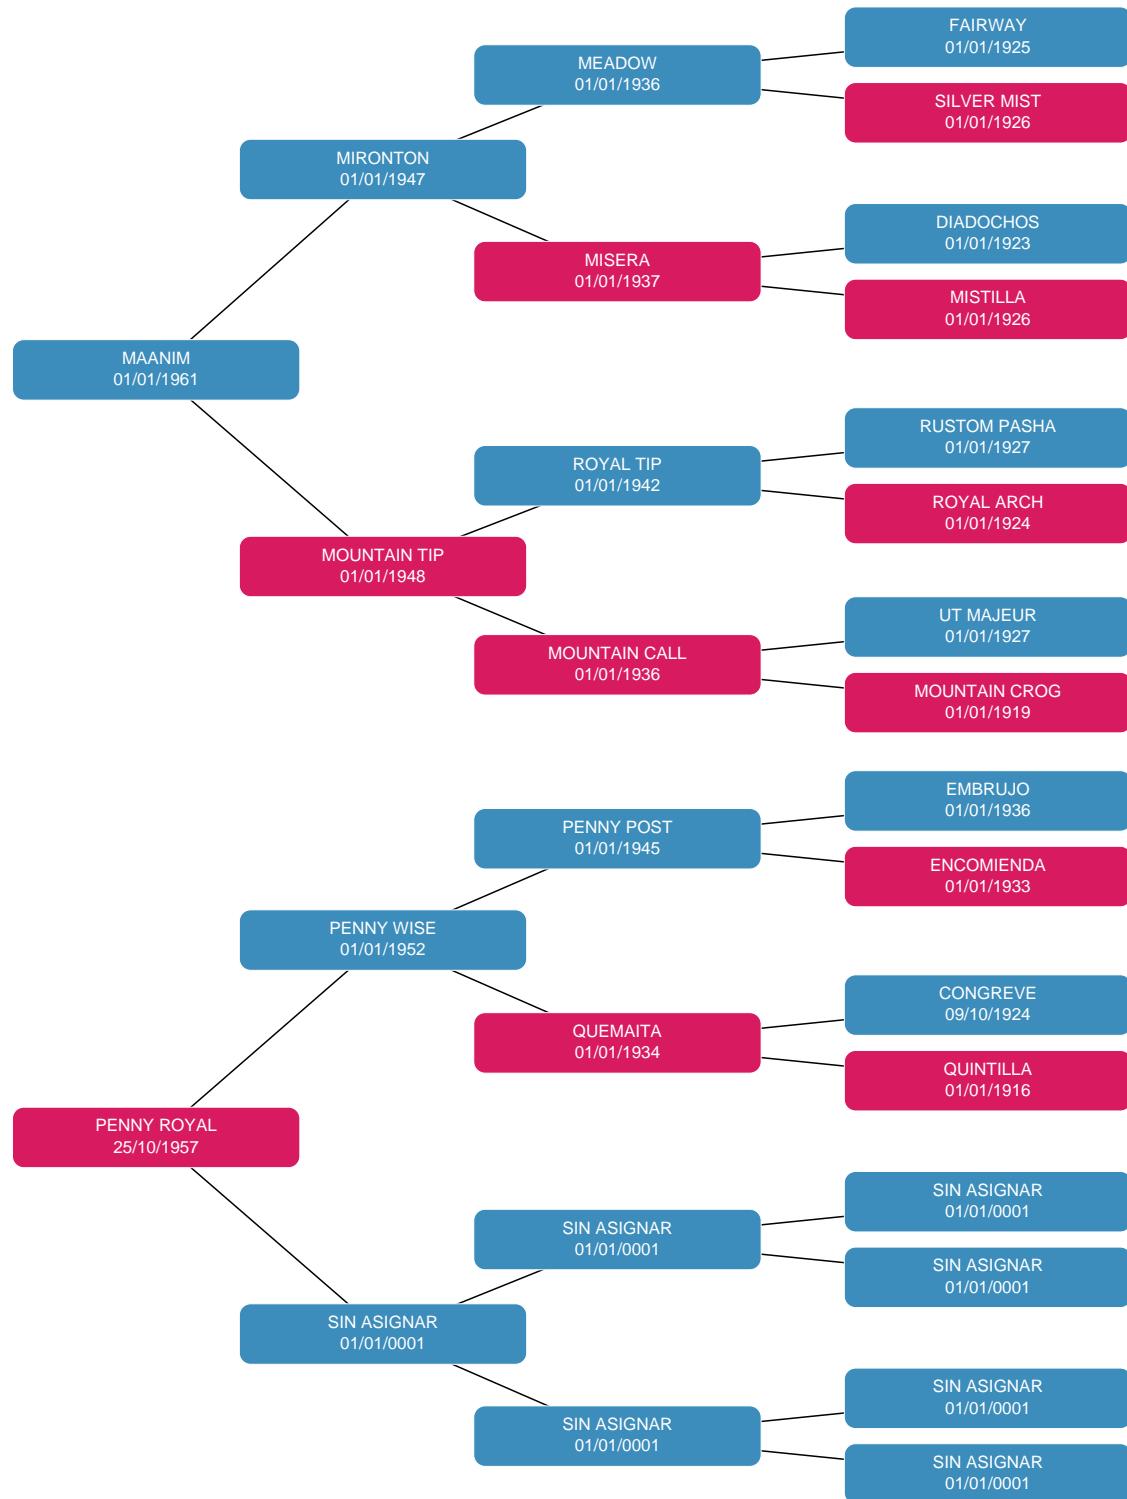 FAIRWAY
01/01/1925
MEADOW
01/01/1936
SILVER MIST
01/01/1926
MIRONTON
01/01/1947
DIADOCHOS
01/01/1923
MISERA
01/01/1937
MISTILLA
01/01/1926
MAANIM
01/01/1961
RUSTOM PASHA
01/01/1927
ROYAL TIP
01/01/1942
ROYAL ARCH
01/01/1924
MOUNTAIN TIP
01/01/1948
UT MAJEUR
01/01/1927
MOUNTAIN CALL
01/01/1936
MOUNTAIN CROG
01/01/1919
EMBRUJO
01/01/1936
PENNY POST
01/01/1945
ENCOMIENDA
01/01/1933
PENNY WISE
01/01/1952
CONGREVE
09/10/1924
QUEMAITA
01/01/1934
QUINTILLA
01/01/1916
PENNY ROYAL
25/10/1957
SIN ASIGNAR
01/01/0001
SIN ASIGNAR
01/01/0001
SIN ASIGNAR
01/01/0001
SIN ASIGNAR
01/01/0001
SIN ASIGNAR
01/01/0001
SIN ASIGNAR
01/01/0001
SIN ASIGNAR
01/01/0001